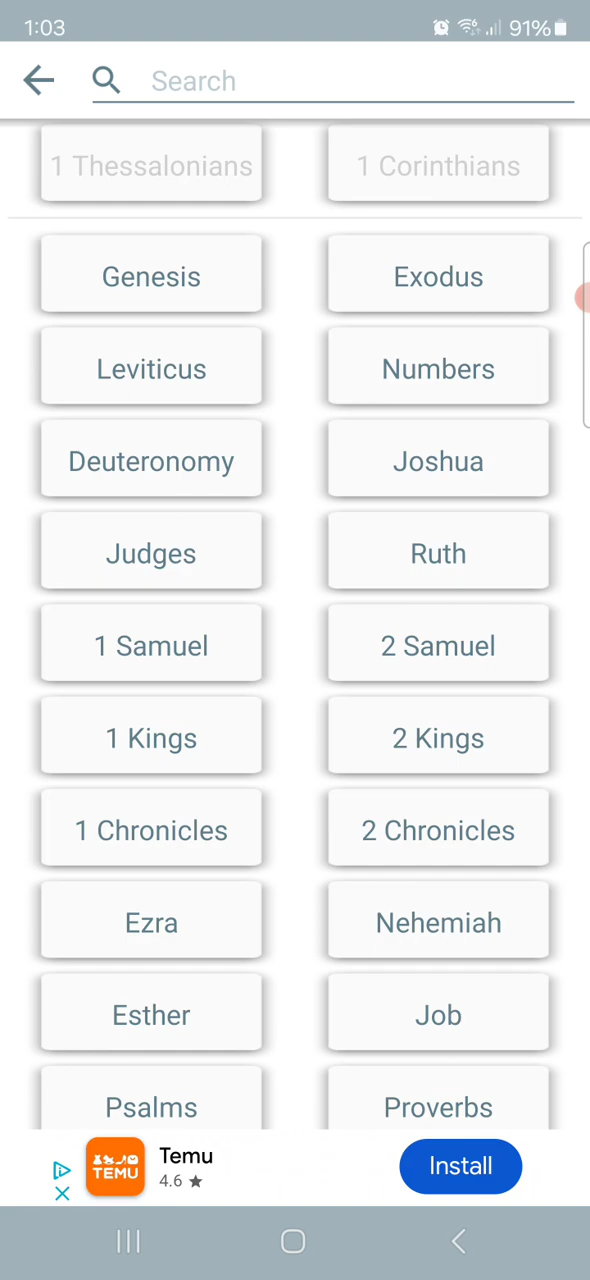 1:03 91%
Search
1 Thessalonians 1 Corinthians
Genesis Exodus
Leviticus Numbers
Deuteronomy Joshua
Judges Ruth
1 Samuel 2 Samuel
1 Kings 2 Kings
1 Chronicles 2 Chronicles
Ezra Nehemiah
Esther Job
Psalms Proverbs
TEMU Temu Install
4.6 ★